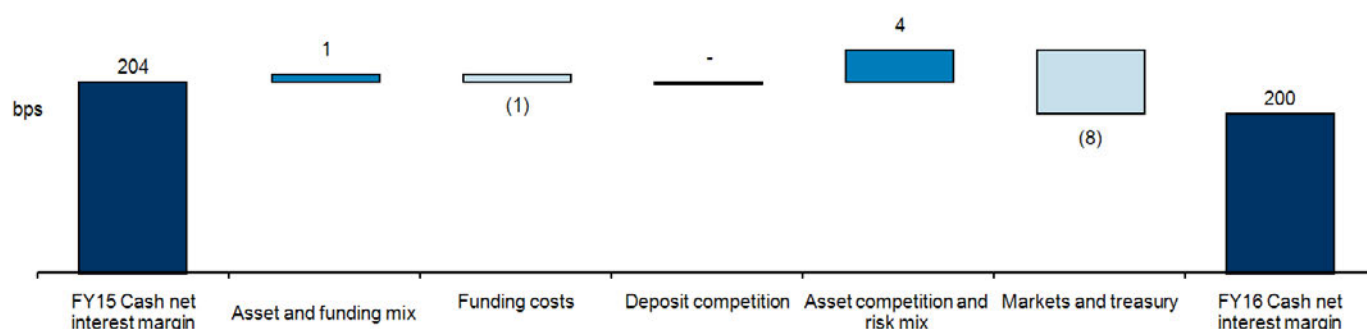 204
1
(1)
-
4
(8)
200
bps
FY15 Cash net
interest margin
Asset and funding mix
Funding costs
Deposit competition
Asset competition and
risk mix
Markets and treasury
FY16 Cash net
interest margin